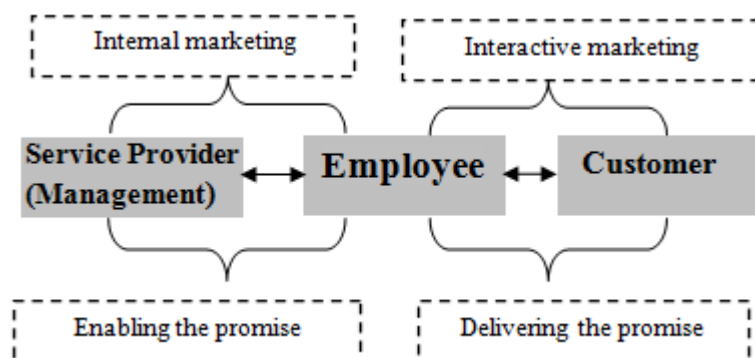 Internal marketing
Interactive marketing
Service Provider
(Management)
Employee
Customer
Enabling the promise
Delivering the promise